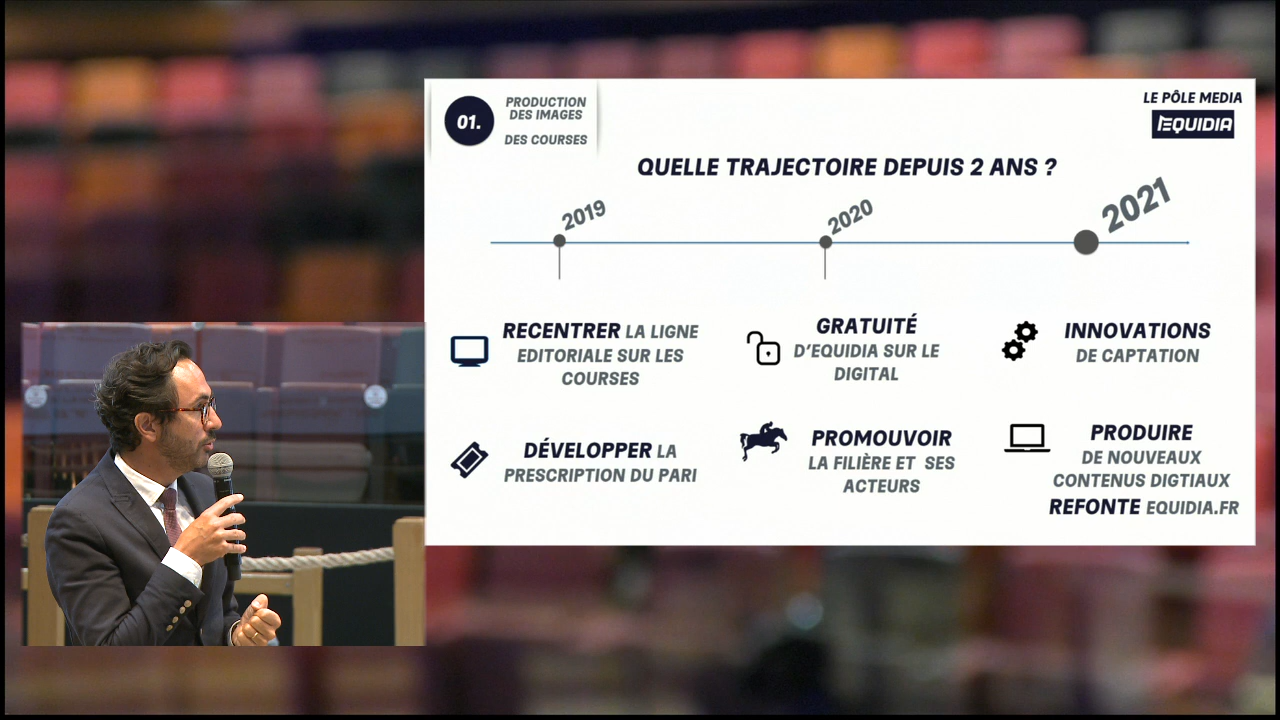 01.
PRODUCTION
DES IMAGES
DES COURSES
LE PÔLE MEDIA
EQUIDIA
QUELLE TRAJECTOIRE DEPUIS 2 ANS ?
2019
2020
2021
RECENTRER LA LIGNE
EDITORIALE SUR LES
COURSES
GRATUITÉ
D'EQUIDIA SUR LE
DIGITAL
INNOVATIONS
DE CAPTATION
DÉVELOPPER LA
PRESCRIPTION DU PARI
PROMOUVOIR
LA FILIÈRE ET SES
ACTEURS
PRODUIRE
DE NOUVEAUX
CONTENUS DIGTIAUX
REFONTE EQUIDIA.FR